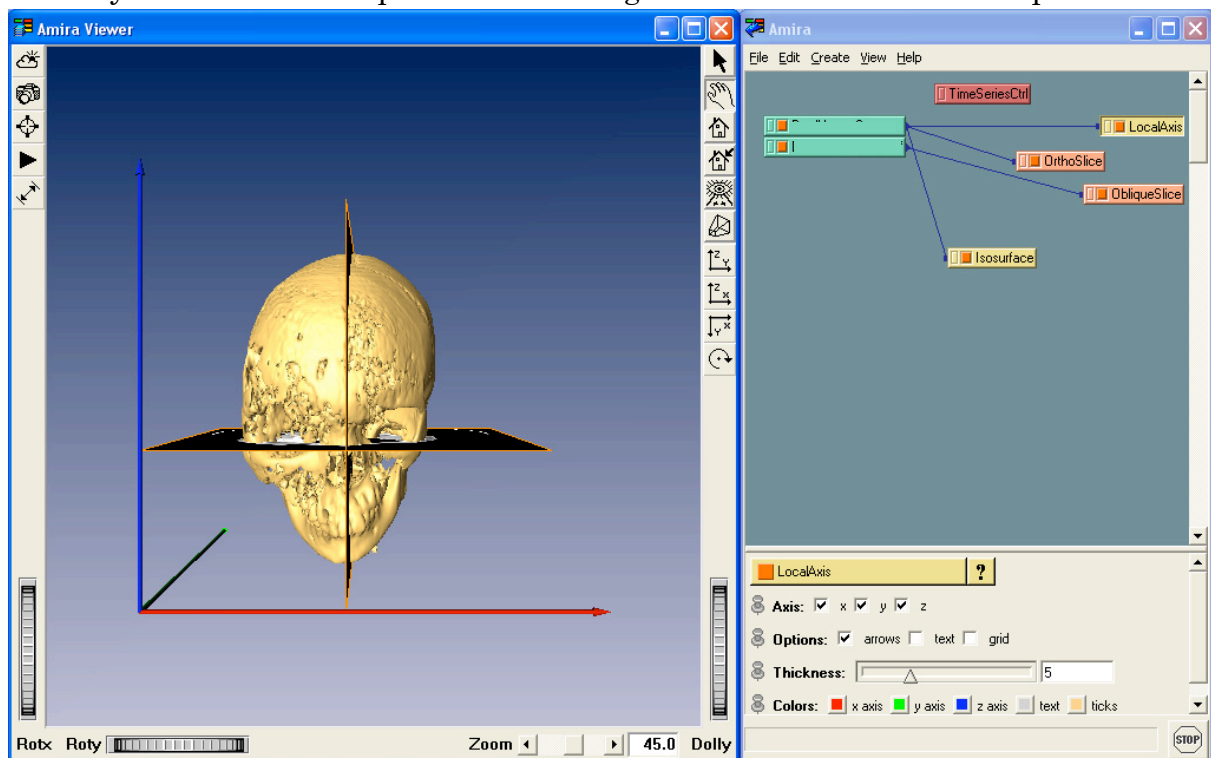 Amira Viewer
Amira
File Edit Create View Help
TimeSeriesCtrl
LocalAxis
OrthoSlice
ObliqueSlice
Isosurface
z y
z x
y x
LocalAxis ?
Axis: x y z
Options: arrows text grid
Thickness: 5
Colors: x axis y axis z axis text ticks
Rotx Roty Zoom 45.0 Dolly
STOP